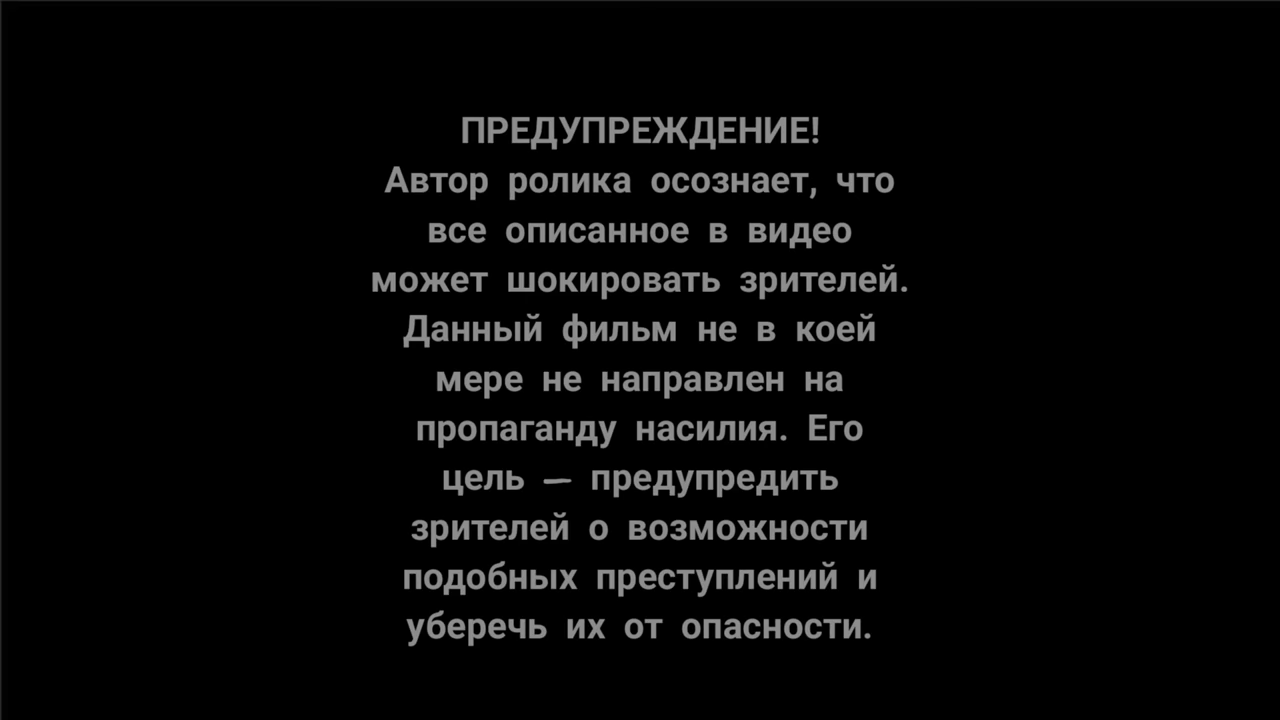 ПРЕДУПРЕЖДЕНИЕ!
Автор ролика осознает, что
все описанное в видео
может шокировать зрителей.
Данный фильм не в коей
мере не направлен на
пропаганду насилия. Его
цель — предупредить
зрителей о возможности
подобных преступлений и
уберечь их от опасности.